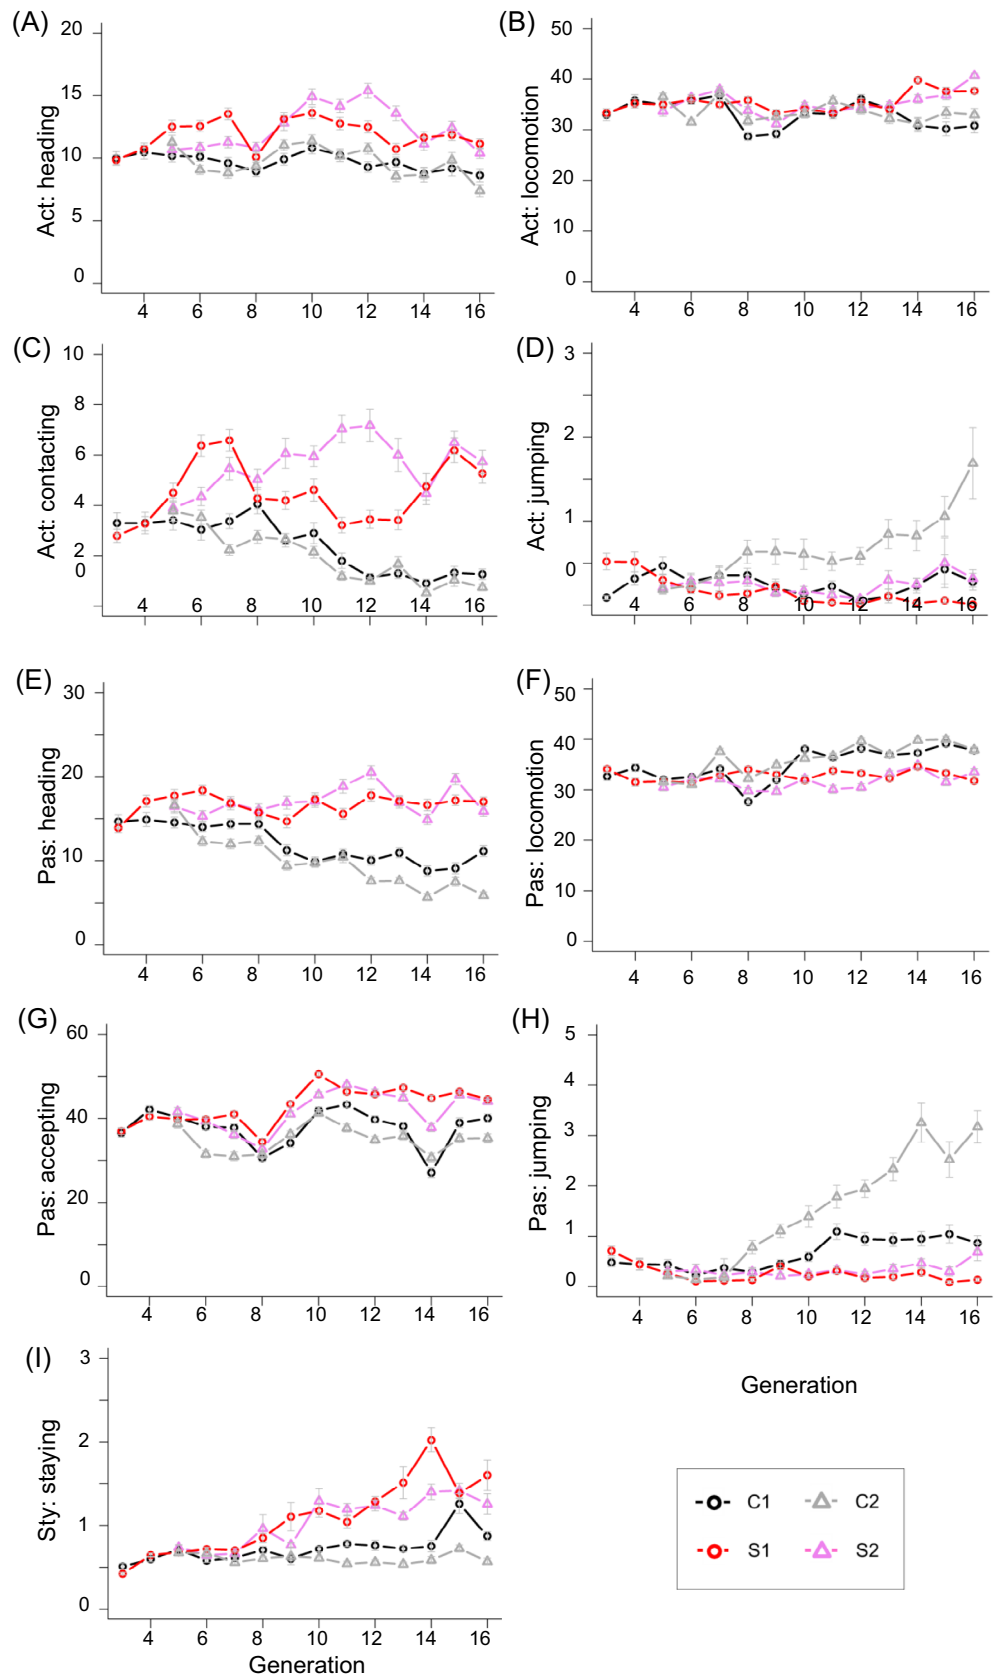 (A)
Act: heading
20
15
10
5
0
4 6 8 10 12 14 16
(B)
Act: locomotion
50
40
30
20
10
0
4 6 8 10 12 14 16
(C)
Act: contacting
10
8
6
4
2
0
4 6 8 10 12 14 16
(D)
Act: jumping
3
2
1
0
4 6 8 10 12 14 16
(E)
Pas: heading
30
20
10
0
4 6 8 10 12 14 16
(F)
Pas: locomotion
50
40
30
20
10
0
4 6 8 10 12 14 16
(G)
Pas: accepting
60
40
20
0
4 6 8 10 12 14 16
(H)
Pas: jumping
5
4
3
2
1
0
4 6 8 10 12 14 16
Generation
(I)
Sty: staying
3
2
1
0
4 6 8 10 12 14 16
Generation
C1 C2
S1 S2